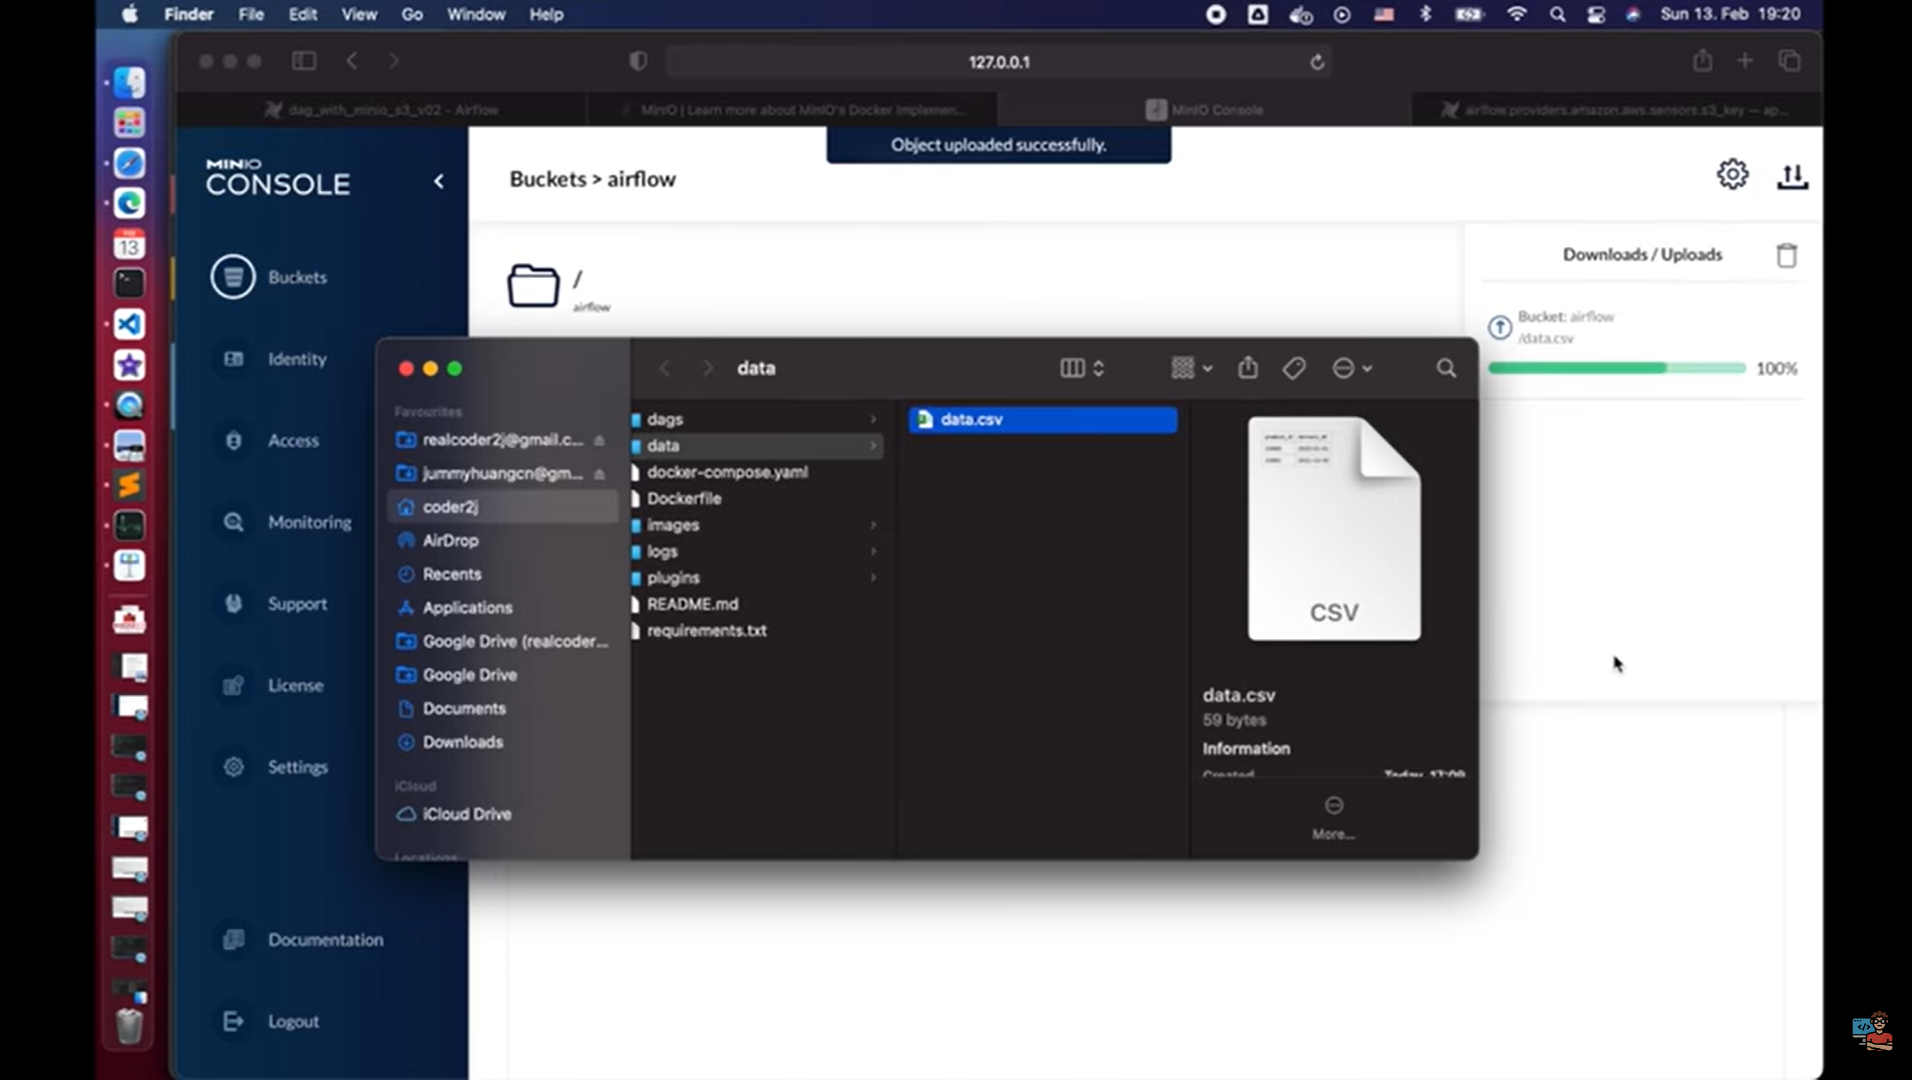 Finder File Edit View Go Window Help Sun 13. Feb 19:20
127.0.0.1
dag_with_minio_s3_v02 - Airflow MinIO | Learn more about MinIO's Docker Implemen... MinIO Console airflow.providers.amazon.aws.sensors.s3_key — ap...
Object uploaded successfully.
MINIO
CONSOLE
Buckets > airflow
FEB
13
Buckets
Identity
Access
Monitoring
Support
License
Settings
Documentation
Logout
/
airflow
Downloads / Uploads
Bucket: airflow
/data.csv
100%
data
Favourites
realcoder2j@gmail.c...
jummyhuangcn@gm...
coder2j
AirDrop
Recents
Applications
Google Drive (realcoder...
Google Drive
Documents
Downloads
iCloud
iCloud Drive
Locations
dags
data
docker-compose.yaml
Dockerfile
images
logs
plugins
README.md
requirements.txt
data.csv
CSV
data.csv
59 bytes
Information
Created Today, 17:09
More...